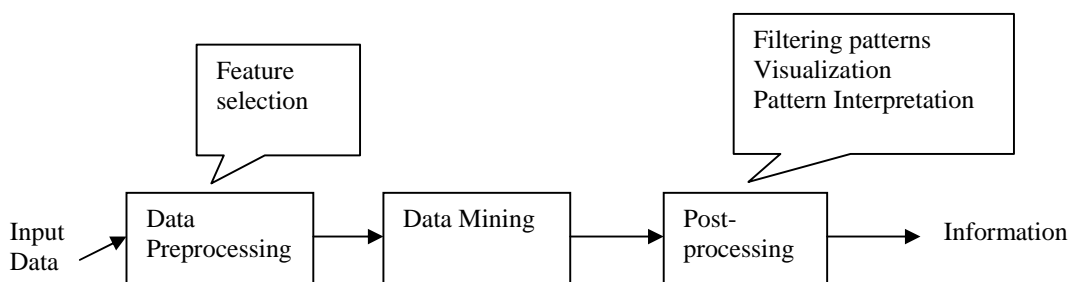 Feature
selection
Filtering patterns
Visualization
Pattern Interpretation
Input
Data
Data
Preprocessing
Data Mining
Post-
processing
Information